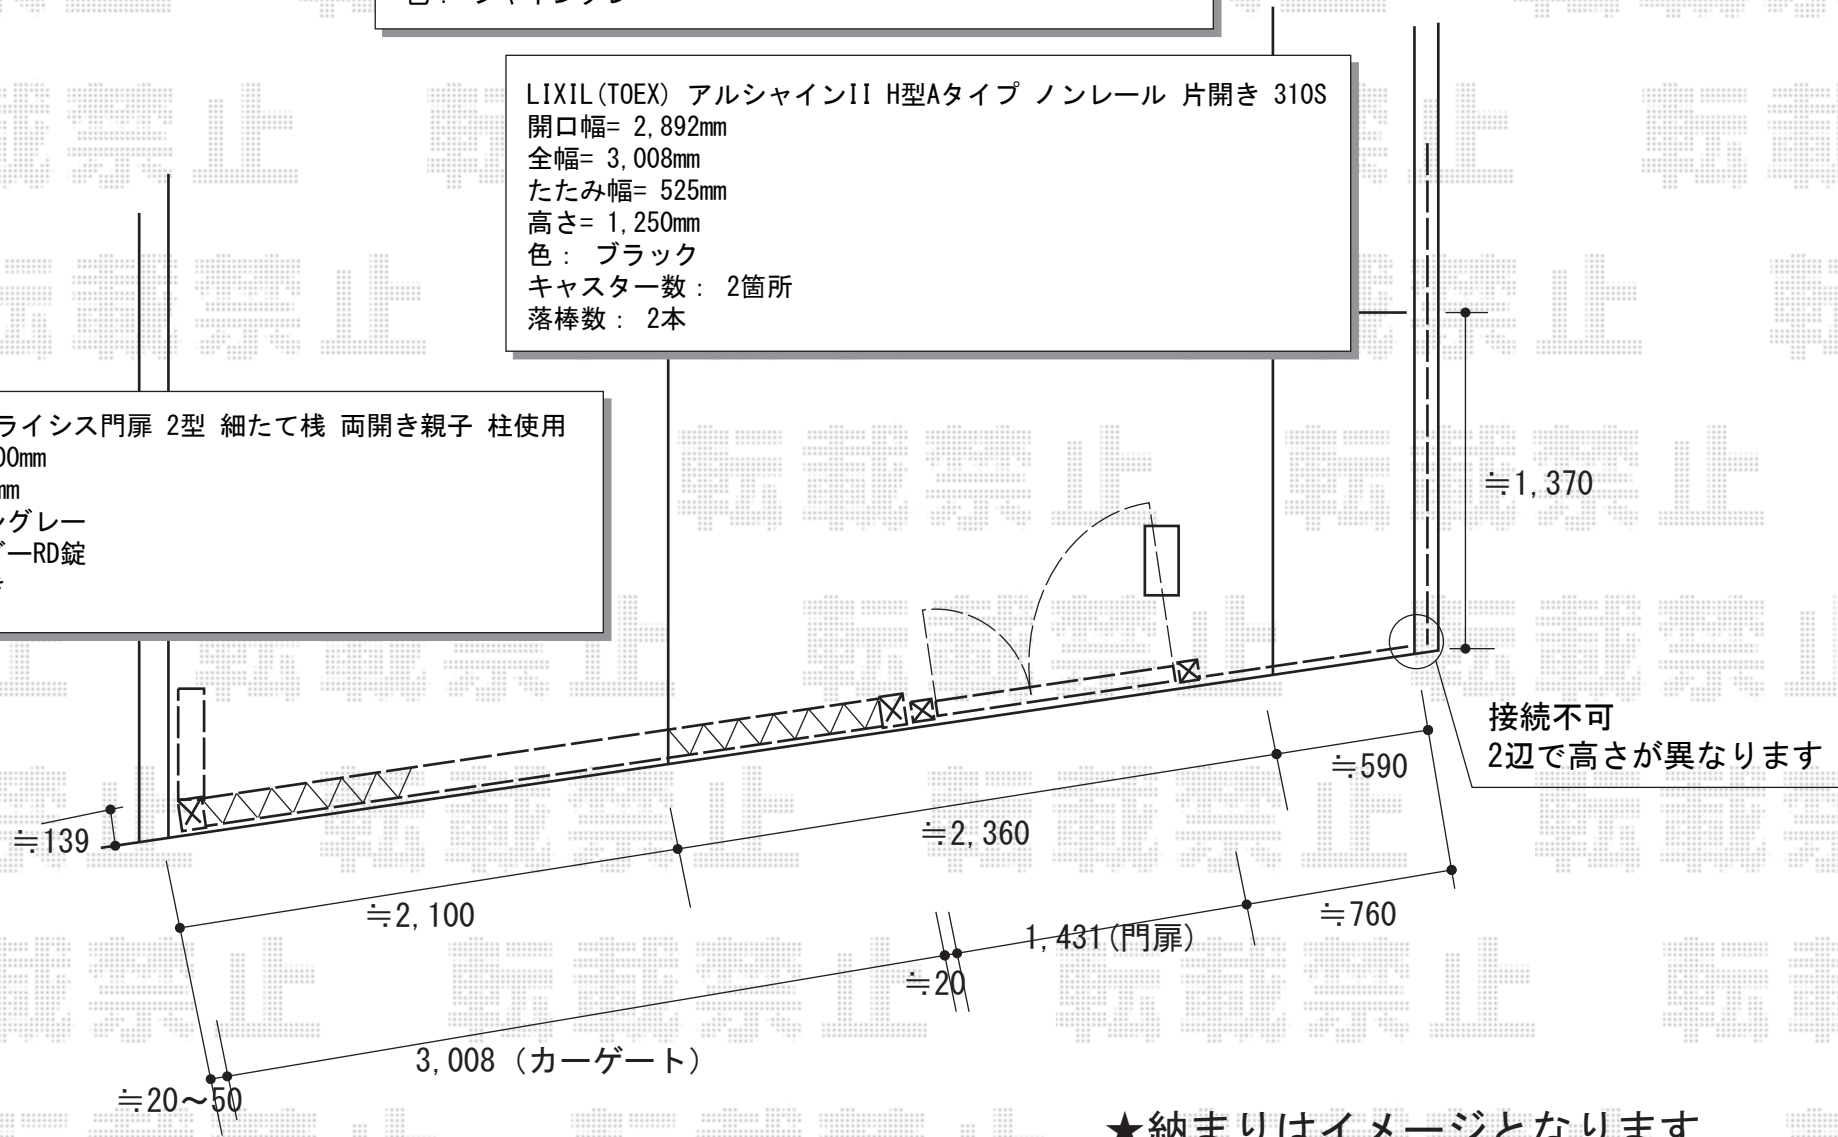 LIXIL(TOEX) アルシャインII H型Aタイプ ノンレール 片開き 310S
開口幅= 2,892mm
全幅= 3,008mm
たたみ幅= 525mm
高さ= 1,250mm
色： ブラック
キャスター数： 2箇所
落棒数： 2本
ライシス門扉 2型 細たて桟 両開き親子 柱使用
00mm
mm
グレー
ーRD錠
≒1,370
接続不可
2辺で高さが異なります
≒590
≒139
≒2,360
≒2,100
≒760
1,431(門扉)
≒20
3,008 (カーゲート)
≒20～50
★納まりはイメージとなります
転載禁止